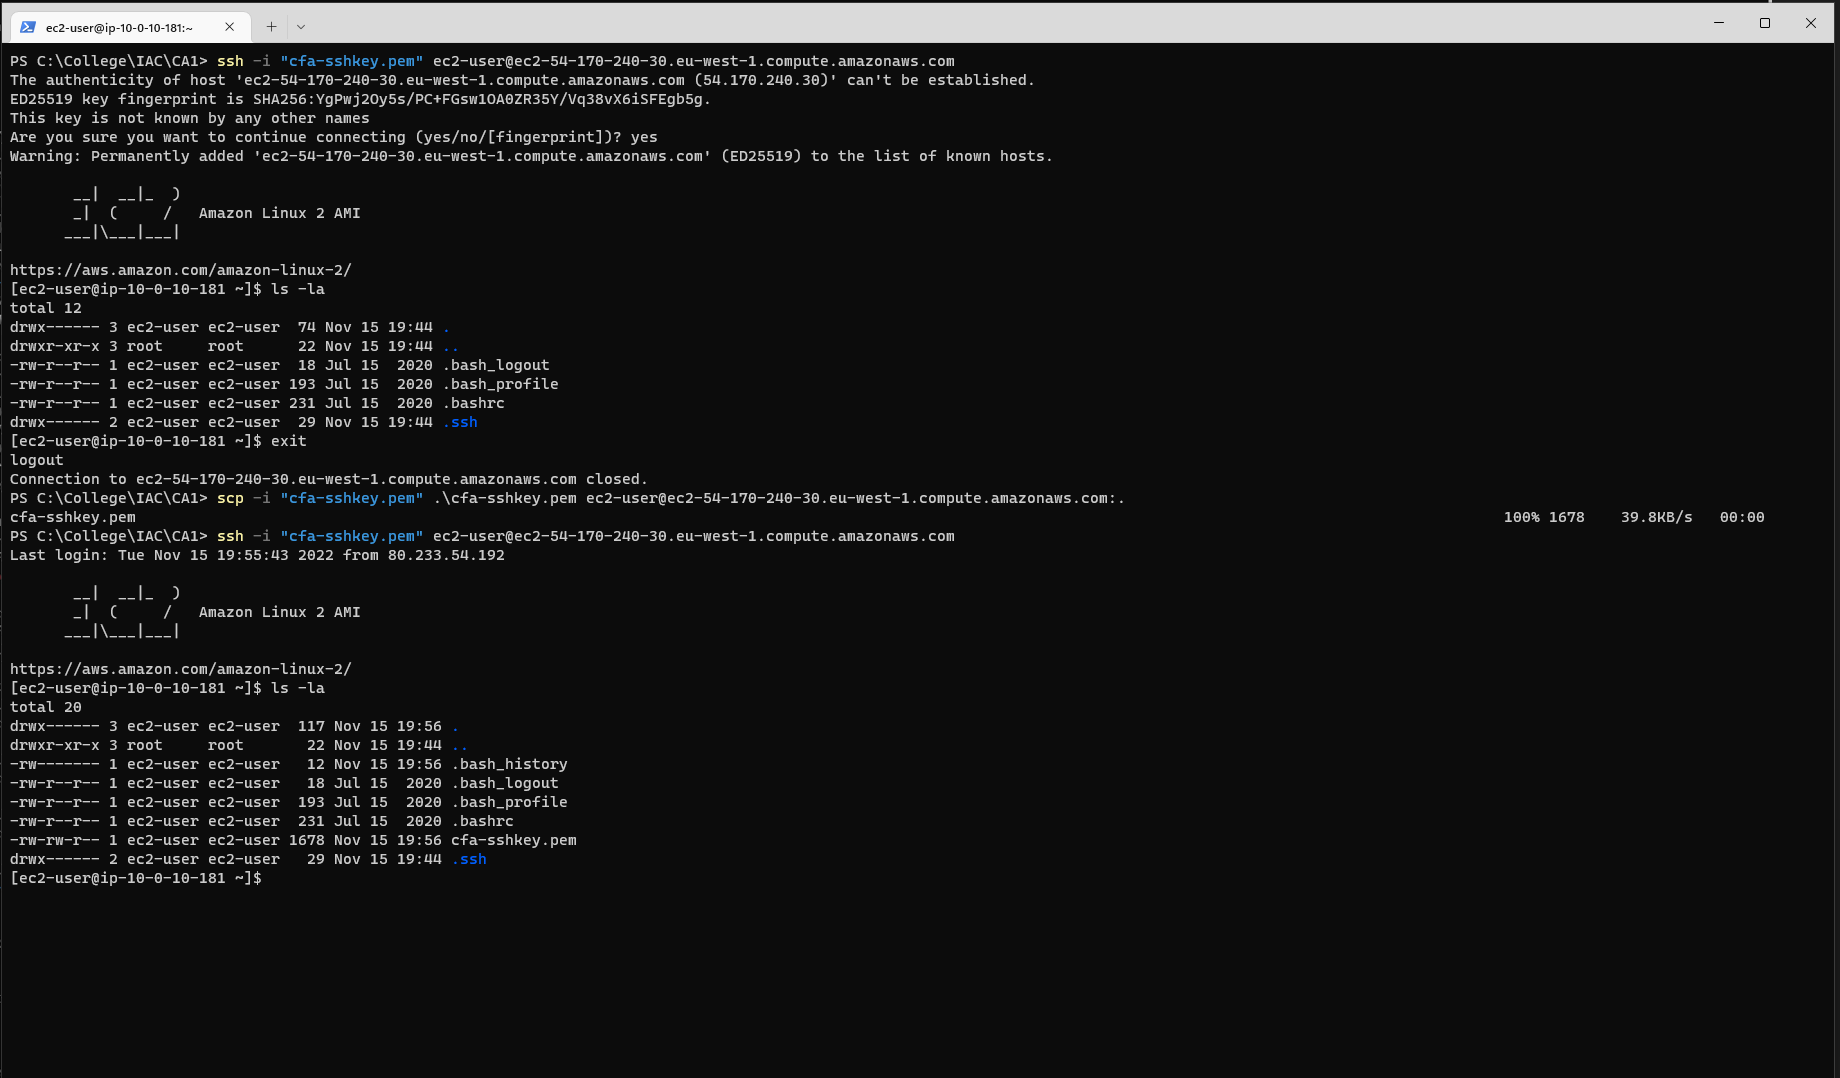 ec2-user@ip-10-0-10-181:~
PS C:\College\IAC\CA1> ssh -i "cfa-sshkey.pem" ec2-user@ec2-54-170-240-30.eu-west-1.compute.amazonaws.com
The authenticity of host 'ec2-54-170-240-30.eu-west-1.compute.amazonaws.com (54.170.240.30)' can't be established.
ED25519 key fingerprint is SHA256:YgPwj2Oy5s/PC+FGsw1OA0ZR35Y/Vq38vX6iSFEgb5g.
This key is not known by any other names
Are you sure you want to continue connecting (yes/no/[fingerprint])? yes
Warning: Permanently added 'ec2-54-170-240-30.eu-west-1.compute.amazonaws.com' (ED25519) to the list of known hosts.
       __|  __|_  )
       _|  (     /   Amazon Linux 2 AMI
      ___|\___|___|
https://aws.amazon.com/amazon-linux-2/
[ec2-user@ip-10-0-10-181 ~]$ ls -la
total 12
drwx------ 3 ec2-user ec2-user  74 Nov 15 19:44 .
drwxr-xr-x 3 root     root      22 Nov 15 19:44 ..
-rw-r--r-- 1 ec2-user ec2-user  18 Jul 15  2020 .bash_logout
-rw-r--r-- 1 ec2-user ec2-user 193 Jul 15  2020 .bash_profile
-rw-r--r-- 1 ec2-user ec2-user 231 Jul 15  2020 .bashrc
drwx------ 2 ec2-user ec2-user  29 Nov 15 19:44 .ssh
[ec2-user@ip-10-0-10-181 ~]$ exit
logout
Connection to ec2-54-170-240-30.eu-west-1.compute.amazonaws.com closed.
PS C:\College\IAC\CA1> scp -i "cfa-sshkey.pem" .\cfa-sshkey.pem ec2-user@ec2-54-170-240-30.eu-west-1.compute.amazonaws.com:.
cfa-sshkey.pem 100% 1678    39.8KB/s   00:00
PS C:\College\IAC\CA1> ssh -i "cfa-sshkey.pem" ec2-user@ec2-54-170-240-30.eu-west-1.compute.amazonaws.com
Last login: Tue Nov 15 19:55:43 2022 from 80.233.54.192
       __|  __|_  )
       _|  (     /   Amazon Linux 2 AMI
      ___|\___|___|
https://aws.amazon.com/amazon-linux-2/
[ec2-user@ip-10-0-10-181 ~]$ ls -la
total 20
drwx------ 3 ec2-user ec2-user  117 Nov 15 19:56 .
drwxr-xr-x 3 root     root       22 Nov 15 19:44 ..
-rw------- 1 ec2-user ec2-user   12 Nov 15 19:56 .bash_history
-rw-r--r-- 1 ec2-user ec2-user   18 Jul 15  2020 .bash_logout
-rw-r--r-- 1 ec2-user ec2-user  193 Jul 15  2020 .bash_profile
-rw-r--r-- 1 ec2-user ec2-user  231 Jul 15  2020 .bashrc
-rw-rw-r-- 1 ec2-user ec2-user 1678 Nov 15 19:56 cfa-sshkey.pem
drwx------ 2 ec2-user ec2-user   29 Nov 15 19:44 .ssh
[ec2-user@ip-10-0-10-181 ~]$